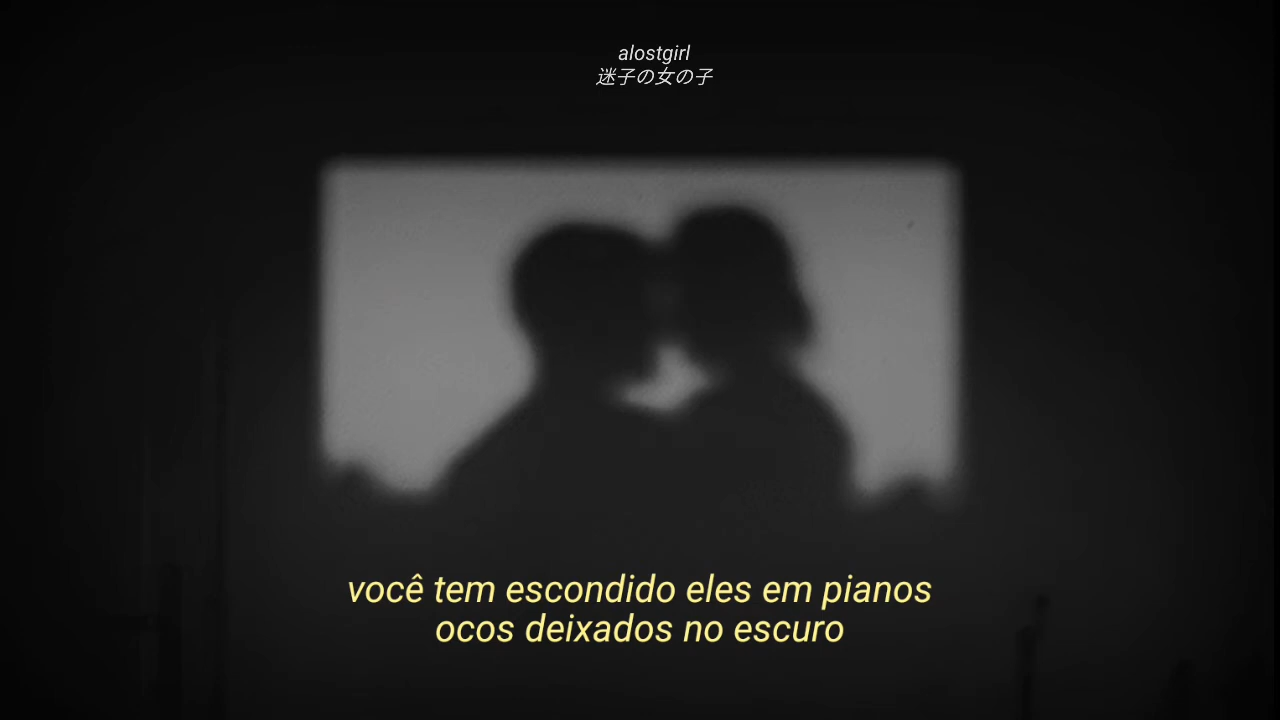 alostgirl
迷子の女の子
você tem escondido eles em pianos
ocos deixados no escuro